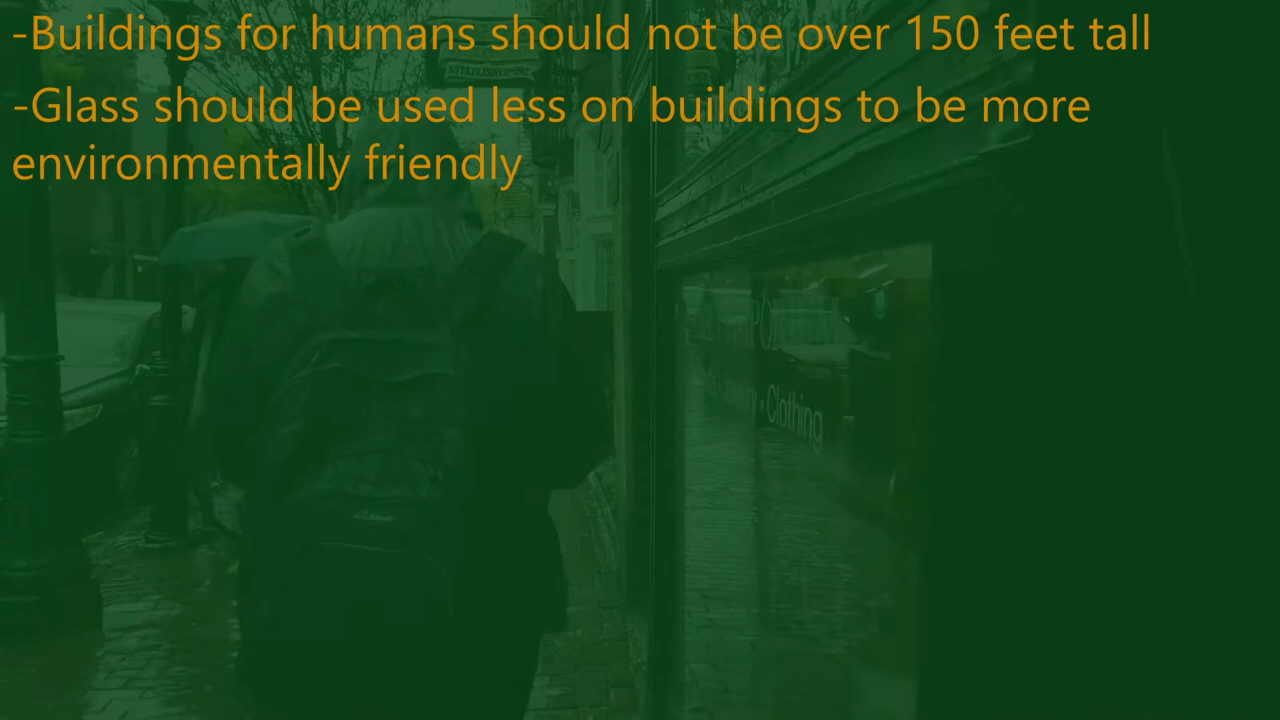 -Buildings for humans should not be over 150 feet tall
-Glass should be used less on buildings to be more
environmentally friendly
Clothing